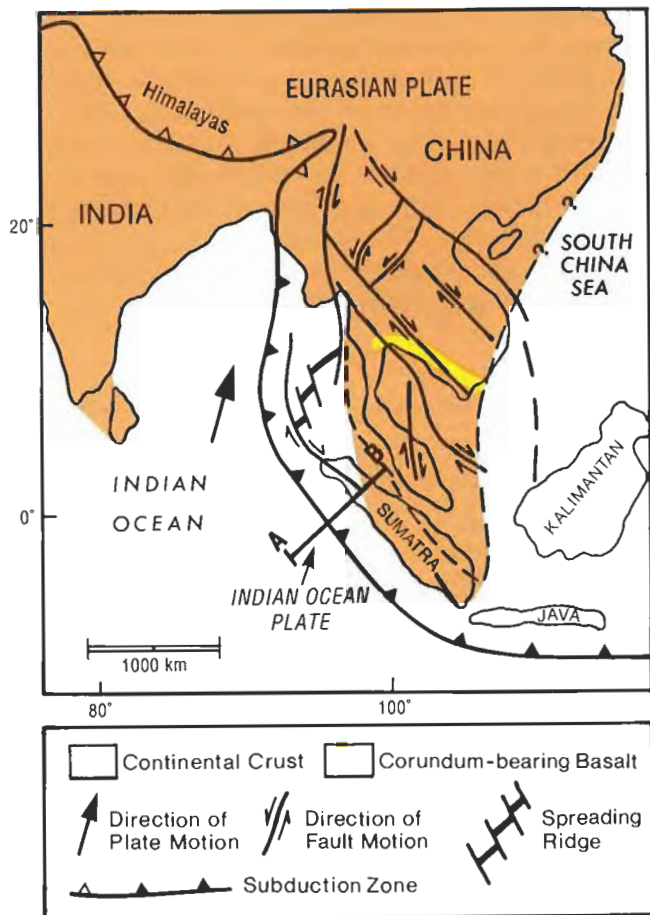 Himalayas
EURASIAN PLATE
CHINA
INDIA
20°
?
?
SOUTH
CHINA
SEA
INDIAN
OCEAN
0°
B
A
SUMATRA
KALIMANTAN
INDIAN OCEAN
PLATE
JAVA
1000 km
80°
100°
Continental Crust
Corundum-bearing Basalt
Direction of
Plate Motion
Direction of
Fault Motion
Spreading
Ridge
Subduction Zone